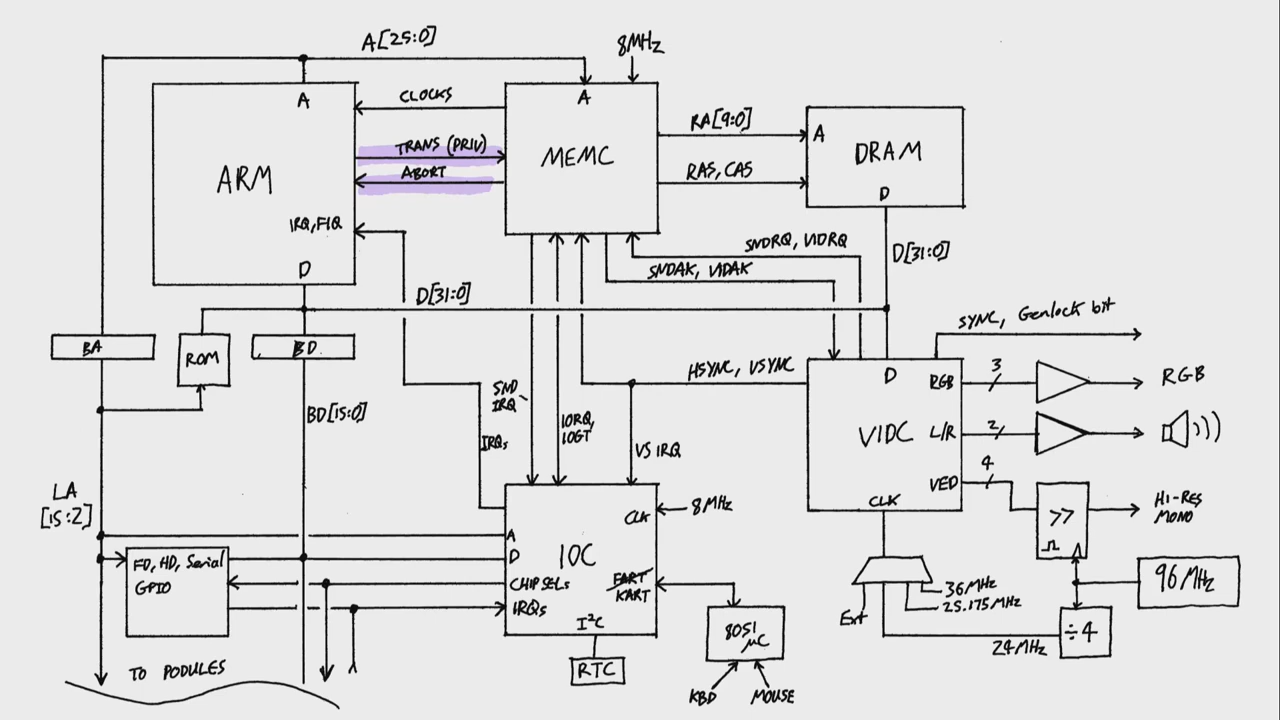 A[25:0]
8MHz
A
CLOCKS
A
RA[9:0]
A
TRANS (PRIV)
ARM
MEMC
DRAM
ABORT
RAS, CAS
D
IRQ, FIQ
SNDRQ, VIDRQ
D[31:0]
D
SNDAK, VIDAK
D[31:0]
SYNC, Genlock bit
BA
ROM
BD
HSYNC, VSYNC
D
RGB
3
RGB
SND
IRQ
BD[15:0]
IORQ,
IOGT
VIDC
L/R
2
IRQs
VS IRQ
4
VED
LA
[15:2]
CLK
8MHz
CLK
>>
HI-RES
MONO
A
D
IOC
FD, HD, Serial
GPIO
CHIPSELs
FART
KART
IRQs
36MHz
25.175MHz
96MHz
Ext
I²C
8051
µC
÷4
24MHz
TO PODULES
RTC
KBD
MOUSE